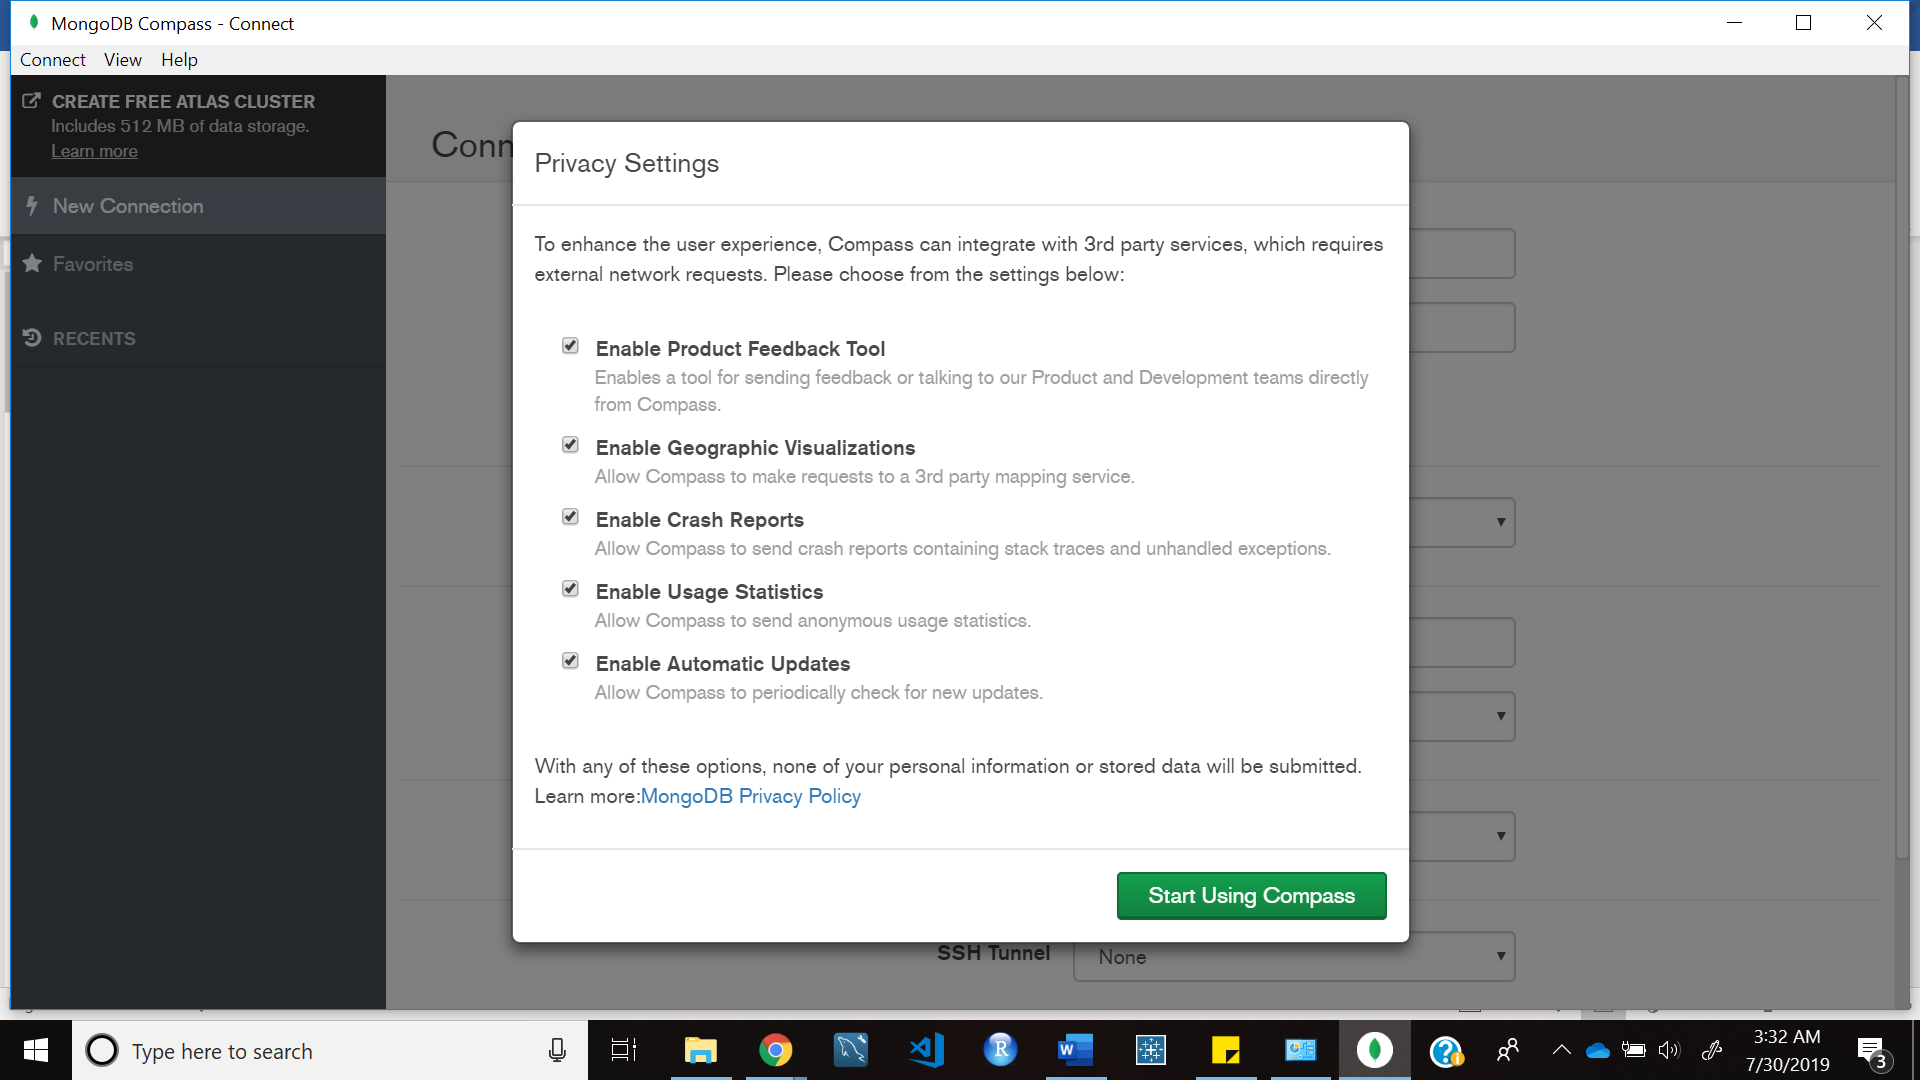 MongoDB Compass - Connect
Connect View Help
CREATE FREE ATLAS CLUSTER
Includes 512 MB of data storage.
Learn more
New Connection
Favorites
RECENTS
Conn
Privacy Settings
To enhance the user experience, Compass can integrate with 3rd party services, which requires
external network requests. Please choose from the settings below:
Enable Product Feedback Tool
Enables a tool for sending feedback or talking to our Product and Development teams directly
from Compass.
Enable Geographic Visualizations
Allow Compass to make requests to a 3rd party mapping service.
Enable Crash Reports
Allow Compass to send crash reports containing stack traces and unhandled exceptions.
Enable Usage Statistics
Allow Compass to send anonymous usage statistics.
Enable Automatic Updates
Allow Compass to periodically check for new updates.
With any of these options, none of your personal information or stored data will be submitted.
Learn more:MongoDB Privacy Policy
Start Using Compass
SSH Tunnel
None
Type here to search
3:32 AM
7/30/2019
3